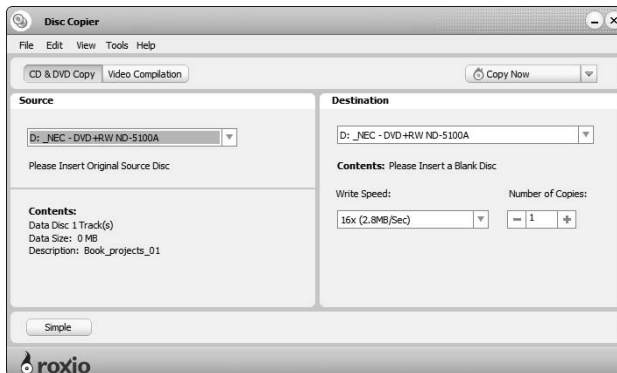 Disc Copier
File Edit View Tools Help
CD & DVD Copy Video Compilation Copy Now
Source
D: _NEC - DVD+RW ND-5100A
Please Insert Original Source Disc
Contents:
Data Disc 1 Track(s)
Data Size: 0 MB
Description: Book_projects_01
Destination
D: _NEC - DVD+RW ND-5100A
Contents: Please Insert a Blank Disc
Write Speed: Number of Copies:
16x (2.8MB/Sec) 1
Simple
roxio